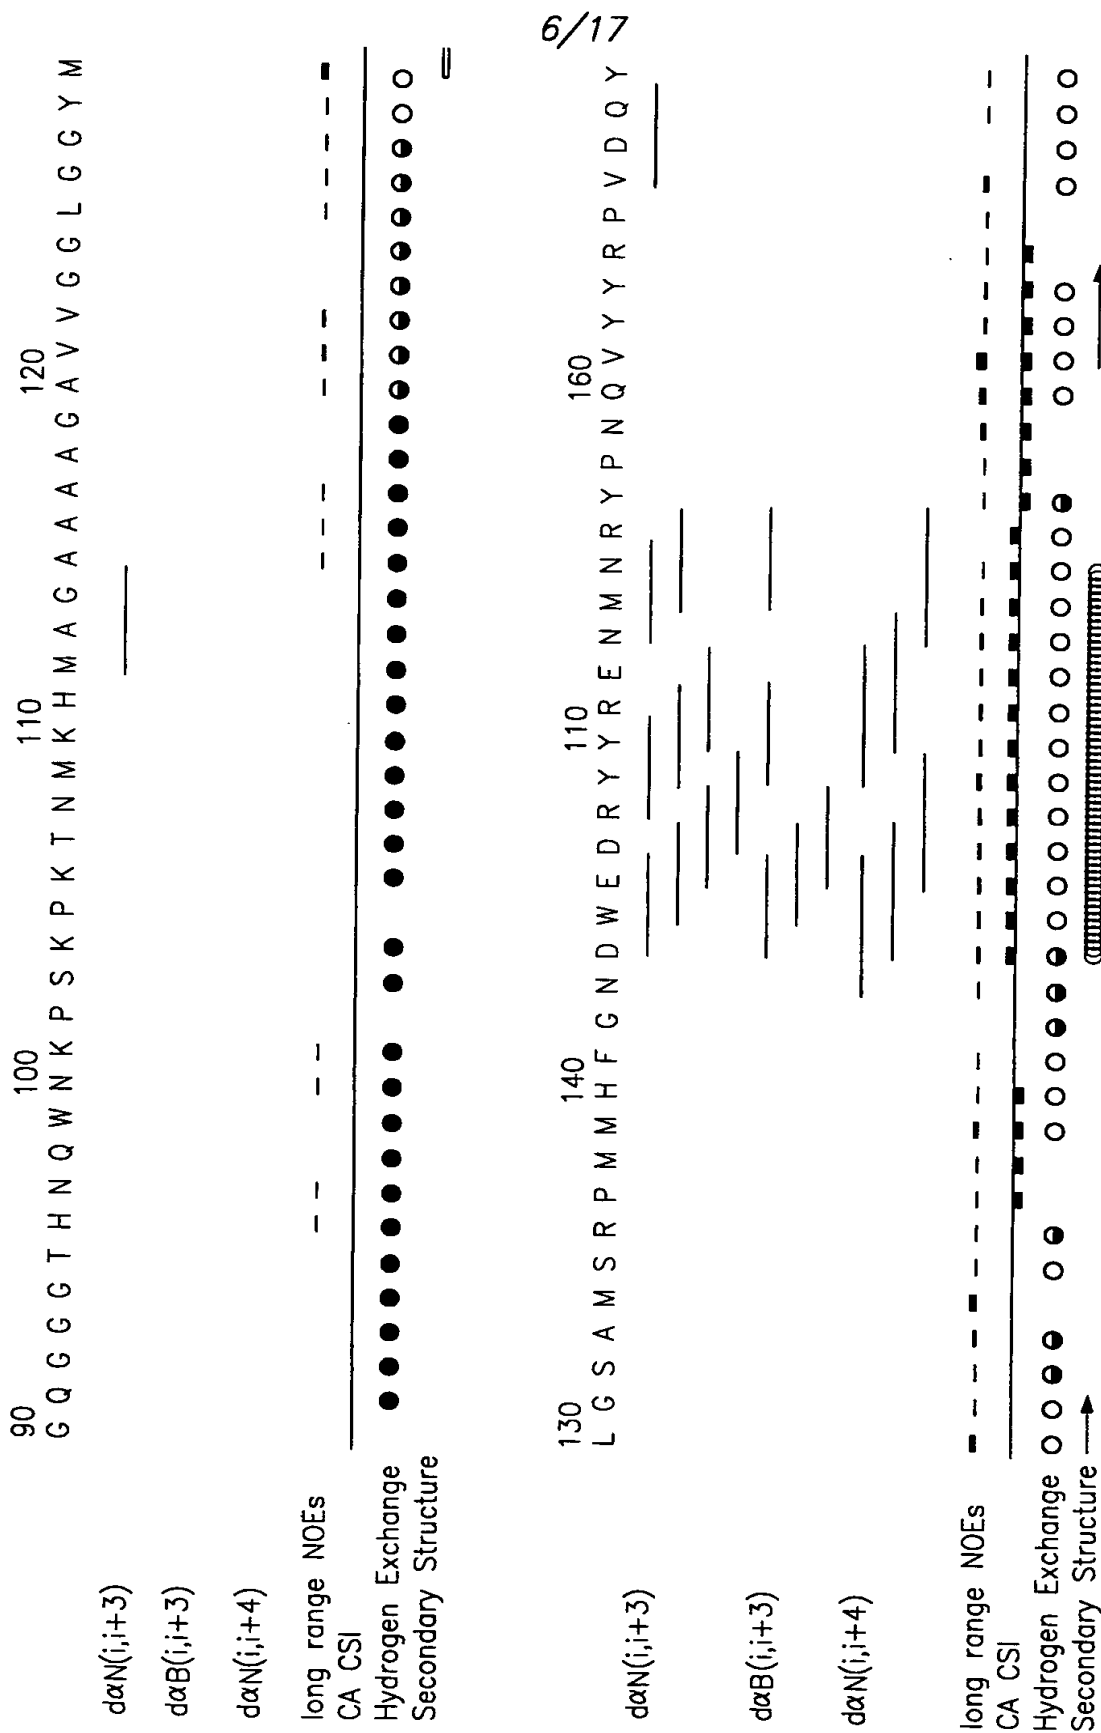 6/17
90 100 110 120
G Q G G G T H N Q W N K P S K P K T N M K H M A G A A A A G A V V G G L G G Y M
dαN(i,i+3)
dαB(i,i+3)
dαN(i,i+4)
long range NOEs
CA CSI
Hydrogen Exchange
Secondary Structure
130 140 110 160
L G S A M S R P M M H F G N D W E D R Y Y R E N M N R Y P N Q V Y Y R P V D Q Y
dαN(i,i+3)
dαB(i,i+3)
dαN(i,i+4)
long range NOEs
CA CSI
Hydrogen Exchange
Secondary Structure